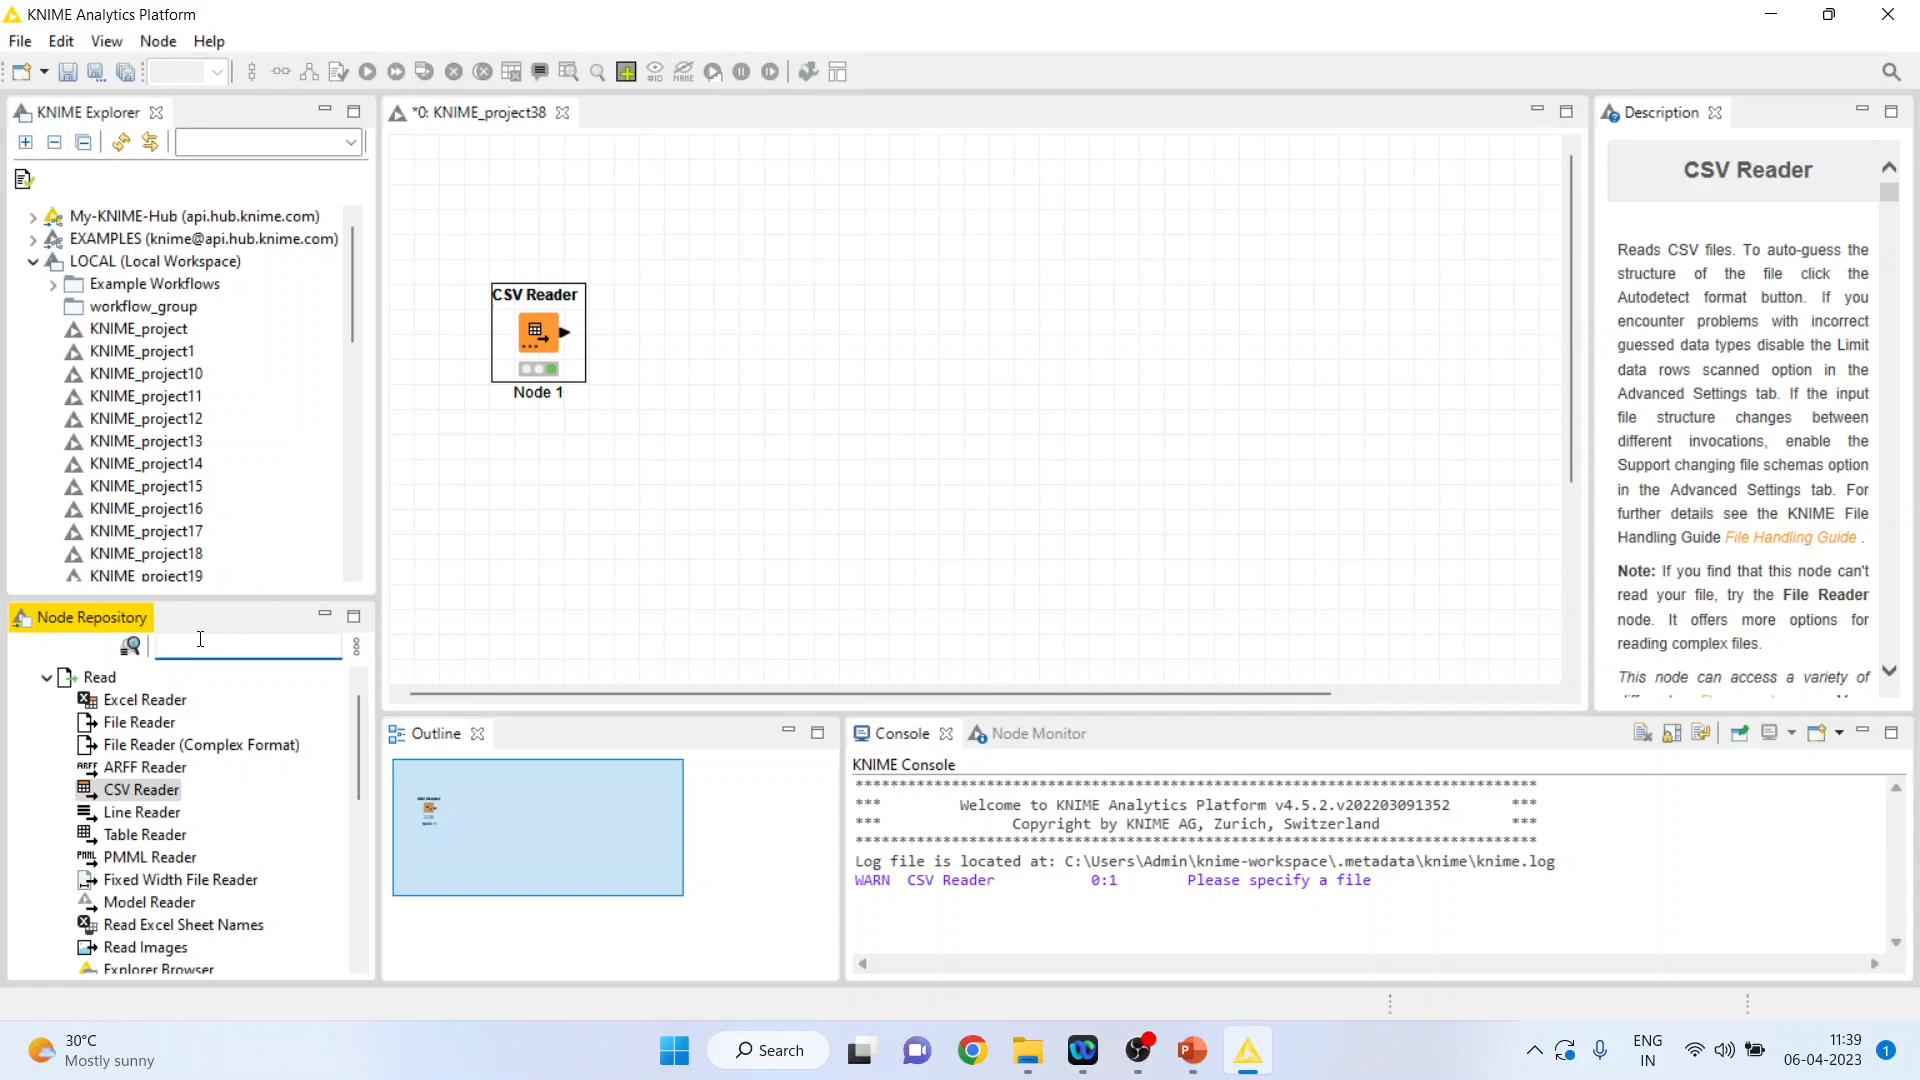 KNIME Analytics Platform
File Edit View Node Help
#ID NAME
KNIME Explorer
*0: KNIME_project38
Description
My-KNIME-Hub (api.hub.knime.com)
EXAMPLES (knime@api.hub.knime.com)
LOCAL (Local Workspace)
Example Workflows
workflow_group
KNIME_project
KNIME_project1
KNIME_project10
KNIME_project11
KNIME_project12
KNIME_project13
KNIME_project14
KNIME_project15
KNIME_project16
KNIME_project17
KNIME_project18
KNIME_project19
CSV Reader
Node 1
CSV Reader
Reads CSV files. To auto-guess the
structure of the file click the
Autodetect format button. If you
encounter problems with incorrect
guessed data types disable the Limit
data rows scanned option in the
Advanced Settings tab. If the input
file structure changes between
different invocations, enable the
Support changing file schemas option
in the Advanced Settings tab. For
further details see the KNIME File
Handling Guide File Handling Guide .
Note: If you find that this node can't
read your file, try the File Reader
node. It offers more options for
reading complex files.
This node can access a variety of
Node Repository
Read
Excel Reader
File Reader
File Reader (Complex Format)
ARFF ARFF Reader
CSV Reader
Line Reader
Table Reader
PMML PMML Reader
Fixed Width File Reader
Model Reader
Read Excel Sheet Names
Read Images
Explorer Browser
Outline
Console
Node Monitor
KNIME Console
********************************************************************************
*** Welcome to KNIME Analytics Platform v4.5.2.v202203091352 ***
*** Copyright by KNIME AG, Zurich, Switzerland ***
********************************************************************************
Log file is located at: C:\Users\Admin\knime-workspace\.metadata\knime\knime.log
WARN CSV Reader 0:1 Please specify a file
30°C
Mostly sunny
Search
ENG
IN
11:39
06-04-2023
1